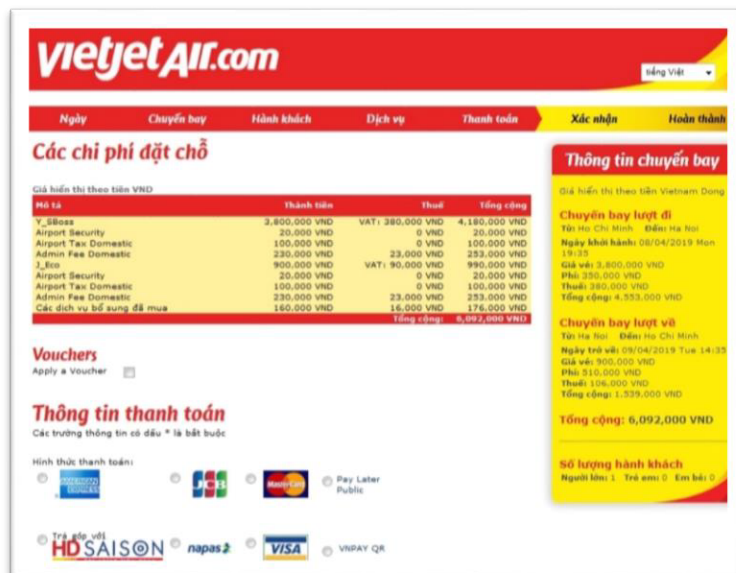 vietjetAir.com
tiếng Việt
Ngày Chuyến bay Hành khách Dịch vụ Thanh toán Xác nhận Hoàn thành
Các chi phí đặt chỗ
Giá hiển thị theo tiền VND
Mô tả Thành tiền Thuế Tổng cộng
Y_SBoss 3,800,000 VND VAT: 380,000 VND 4,180,000 VND
Airport Security 20,000 VND 0 VND 20,000 VND
Airport Tax Domestic 100,000 VND 0 VND 100,000 VND
Admin Fee Domestic 230,000 VND 23,000 VND 253,000 VND
J_Eco 900,000 VND VAT: 90,000 VND 990,000 VND
Airport Security 20,000 VND 0 VND 20,000 VND
Airport Tax Domestic 100,000 VND 0 VND 100,000 VND
Admin Fee Domestic 230,000 VND 23,000 VND 253,000 VND
Các dịch vụ bổ sung đã mua 160,000 VND 16,000 VND 176,000 VND
Tổng cộng: 6,092,000 VND
Vouchers
Apply a Voucher
Thông tin thanh toán
Các trường thông tin có dấu * là bắt buộc
Hình thức thanh toán:
AMERICAN EXPRESS
JCB
MasterCard
Pay Later
Public
Trả góp với
HD SAISON
napas
VISA
VNPAY QR
Thông tin chuyến bay
Giá hiển thị theo tiền Vietnam Dong
Chuyến bay lượt đi
Từ: Ho Chi Minh Đến: Ha Noi
Ngày khởi hành: 08/04/2019 Mon
19:35
Giá vé: 3,800,000 VND
Phí: 350,000 VND
Thuế: 380,000 VND
Tổng cộng: 4,553,000 VND
Chuyến bay lượt về
Từ: Ha Noi Đến: Ho Chi Minh
Ngày trở về: 09/04/2019 Tue 14:35
Giá vé: 900,000 VND
Phí: 510,000 VND
Thuế: 106,000 VND
Tổng cộng: 1,539,000 VND
Tổng cộng: 6,092,000 VND
Số lượng hành khách
Người lớn: 1 Trẻ em: 0 Em bé: 0